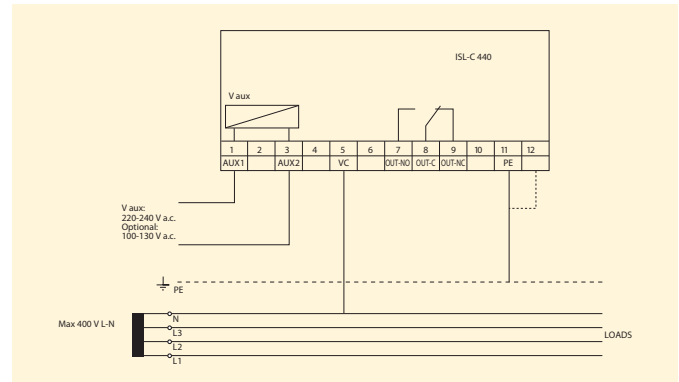 ISL-C 440
V aux
1 2 3 4 5 6 7 8 9 10 11 12
AUX1 AUX2 VC OUT-NO OUT-C OUT-NC PE
V aux:
220-240 V a.c.
Optional:
100-130 V a.c.
PE
Max 400 V L-N
N
L3
LOADS
L2
L1